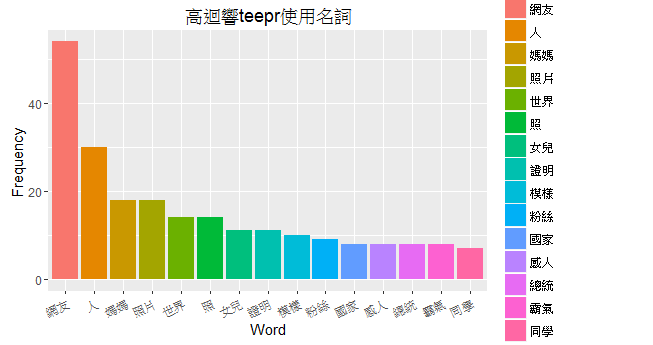 高迴響teepr使用名詞
Frequency
40
20
0
網友
人
媽媽
照片
世界
照
女兒
證明
模樣
粉絲
國家
感人
總統
霸氣
同學
Word
網友
人
媽媽
照片
世界
照
女兒
證明
模樣
粉絲
國家
感人
總統
霸氣
同學